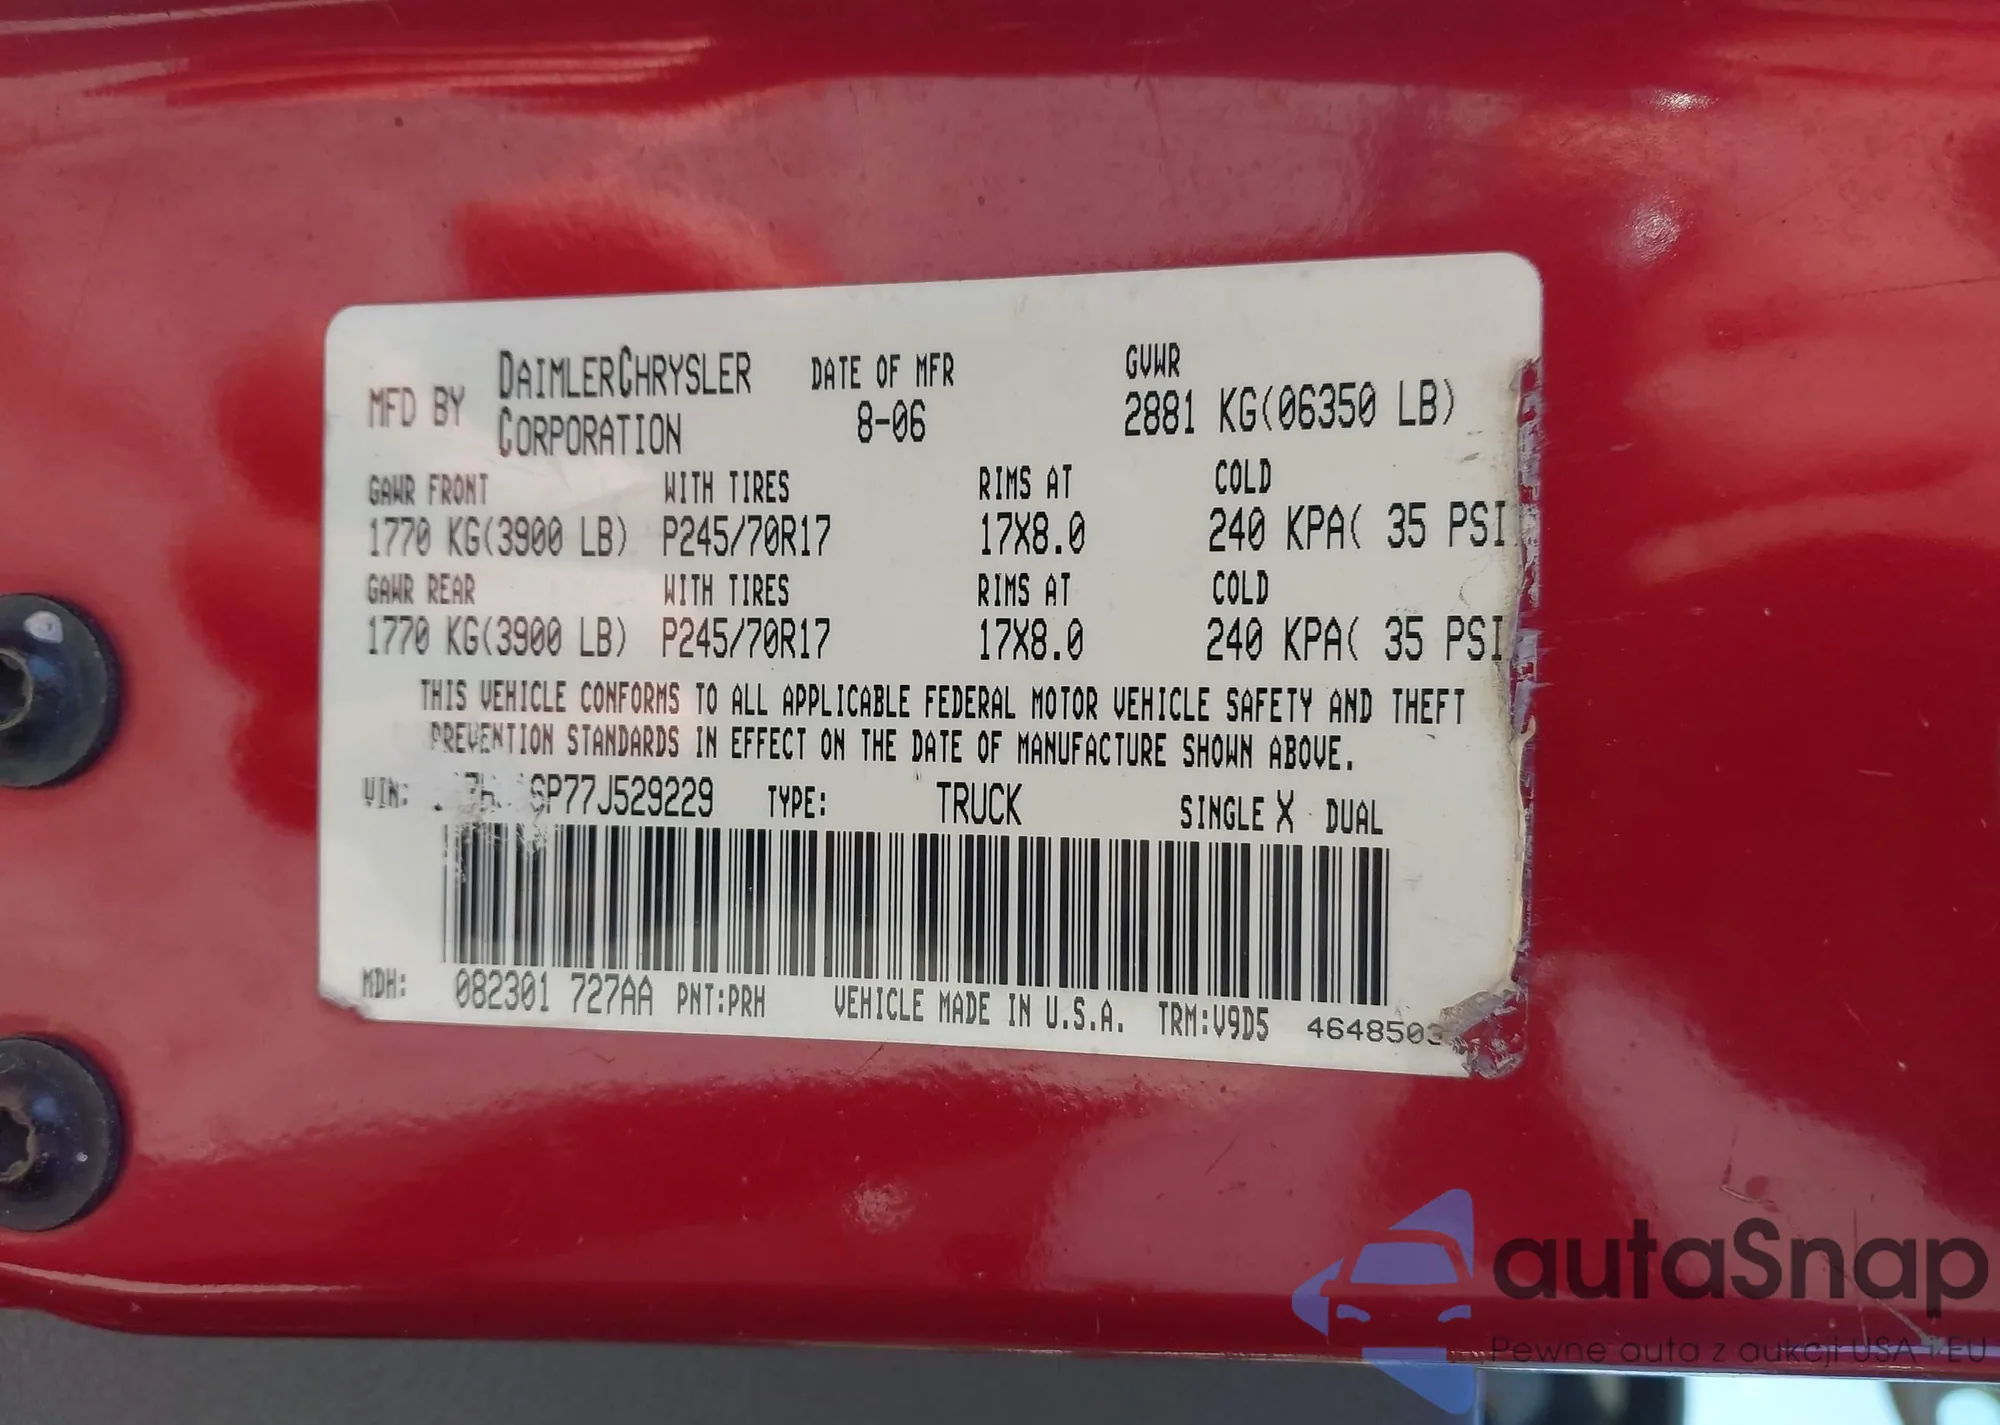 MFD BY DAIMLERCHRYSLER CORPORATION DATE OF MFR 8-06 GVWR 2881 KG(06350 LB)
GAWR FRONT WITH TIRES RIMS AT COLD
1770 KG(3900 LB) P245/70R17 17X8.0 240 KPA( 35 PSI
GAWR REAR WITH TIRES RIMS AT COLD
1770 KG(3900 LB) P245/70R17 17X8.0 240 KPA( 35 PSI
THIS VEHICLE CONFORMS TO ALL APPLICABLE FEDERAL MOTOR VEHICLE SAFETY AND THEFT
PREVENTION STANDARDS IN EFFECT ON THE DATE OF MANUFACTURE SHOWN ABOVE.
VIN: TYPE: TRUCK SINGLE X DUAL
MDH: 082301 727AA PNT:PRH VEHICLE MADE IN U.S.A. TRM:V9D5
autaSnap
Pewne auta z aukcji USA i EU